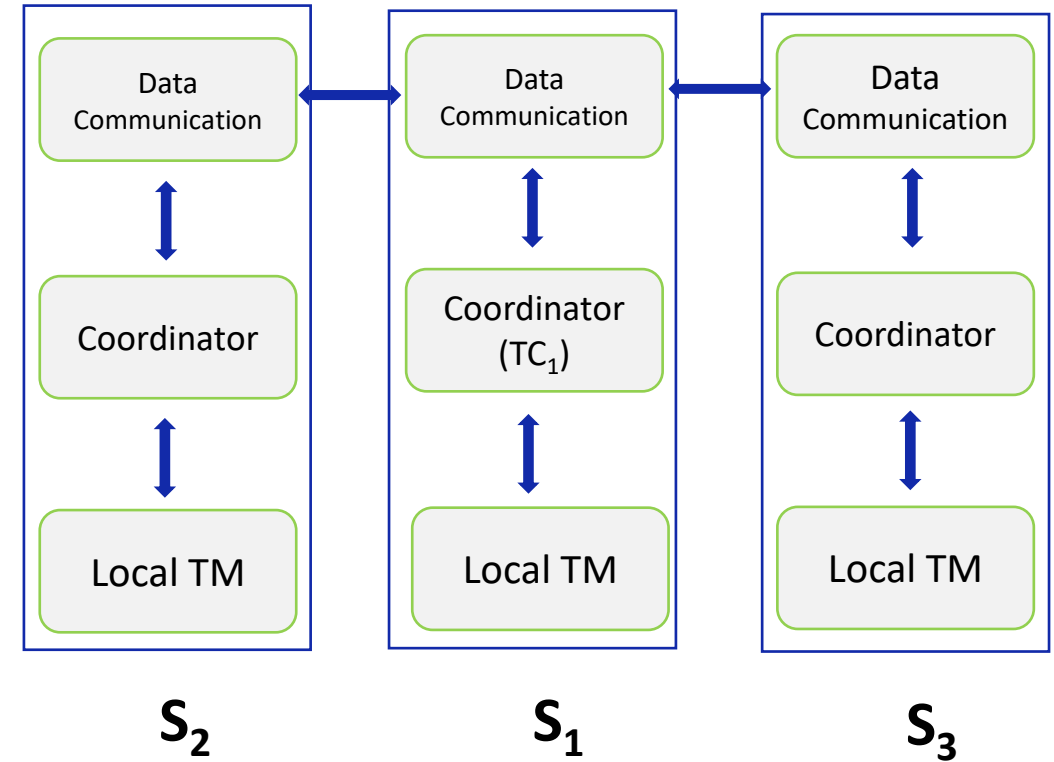 Data
Communication
Data
Communication
Data
Communication
Coordinator
Coordinator
(TC₁)
Coordinator
Local TM
Local TM
Local TM
S₂
S₁
S₃